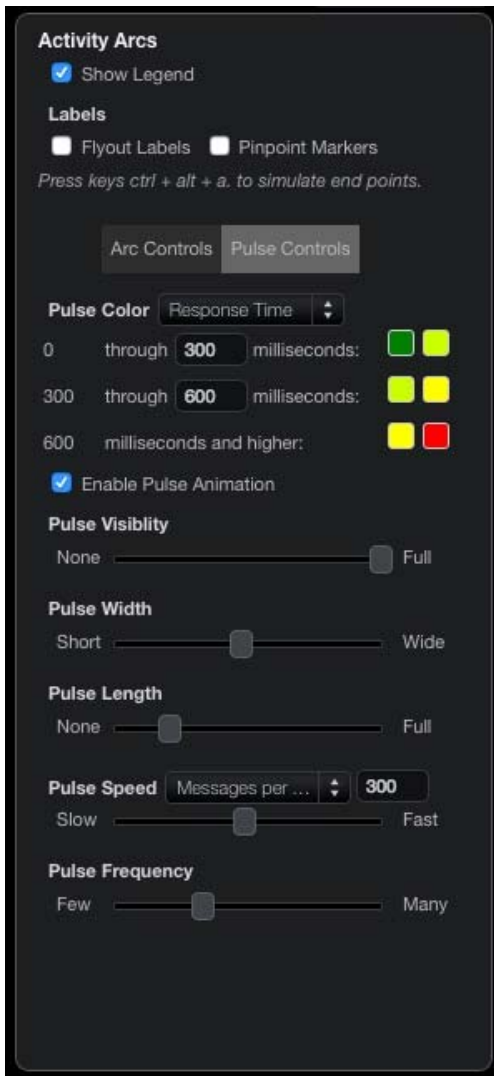 Activity Arcs
Show Legend
Labels
Flyout Labels Pinpoint Markers
Press keys ctrl + alt + a. to simulate end points.
Arc Controls Pulse Controls
Pulse Color Response Time
0 through 300 milliseconds:
300 through 600 milliseconds:
600 milliseconds and higher:
Enable Pulse Animation
Pulse Visiblity
None Full
Pulse Width
Short Wide
Pulse Length
None Full
Pulse Speed Messages per ... 300
Slow Fast
Pulse Frequency
Few Many